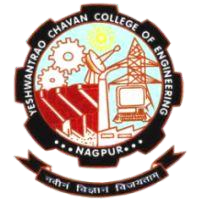 YESHWANTRAO CHAVAN COLLEGE OF ENGINEERING
NAGPUR
नवीनं विज्ञानं विजयताम्